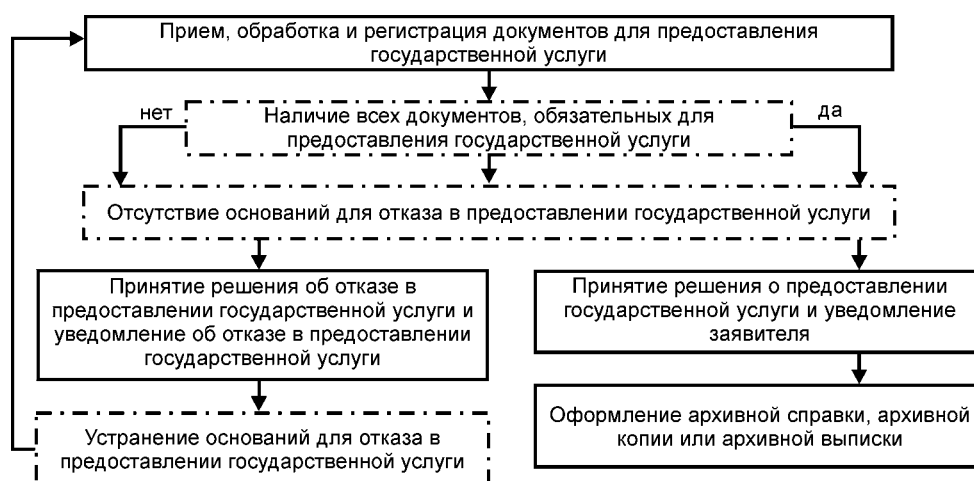 Прием, обработка и регистрация документов для предоставления
государственной услуги
нет
Наличие всех документов, обязательных для
предоставления государственной услуги
да
Отсутствие оснований для отказа в предоставлении государственной услуги
Принятие решения об отказе в
предоставлении государственной услуги и
уведомление об отказе в предоставлении
государственной услуги
Принятие решения о предоставлении
государственной услуги и уведомление
заявителя
Устранение оснований для отказа в
предоставлении государственной услуги
Оформление архивной справки, архивной
копии или архивной выписки